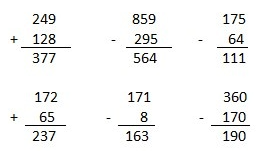 249 859 175
+ 128 - 295 - 64
377 564 111
172 171 360
+ 65 - 8 - 170
237 163 190